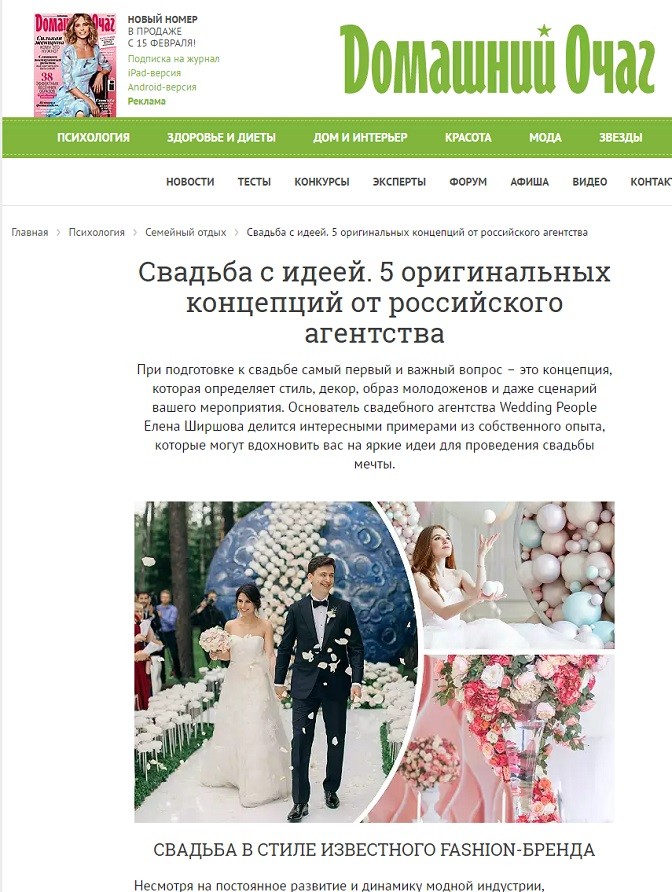 Домашний Очаг
Сильная
женщина
38
НОВЫЙ НОМЕР
В ПРОДАЖЕ
С 15 ФЕВРАЛЯ!
Подписка на журнал
iPad-версия
Android-версия
Реклама
Домашний Очаг
ПСИХОЛОГИЯ ЗДОРОВЬЕ И ДИЕТЫ ДОМ И ИНТЕРЬЕР КРАСОТА МОДА ЗВЕЗДЫ
НОВОСТИ ТЕСТЫ КОНКУРСЫ ЭКСПЕРТЫ ФОРУМ АФИША ВИДЕО КОНТАК
Главная › Психология › Семейный отдых › Свадьба с идеей. 5 оригинальных концепций от российского агентства
Свадьба с идеей. 5 оригинальных
концепций от российского
агентства
При подготовке к свадьбе самый первый и важный вопрос – это концепция,
которая определяет стиль, декор, образ молодоженов и даже сценарий
вашего мероприятия. Основатель свадебного агентства Wedding People
Елена Ширшова делится интересными примерами из собственного опыта,
которые могут вдохновить вас на яркие идеи для проведения свадьбы
мечты.
СВАДЬБА В СТИЛЕ ИЗВЕСТНОГО FASHION-БРЕНДА
Несмотря на постоянное развитие и динамику модной индустрии,